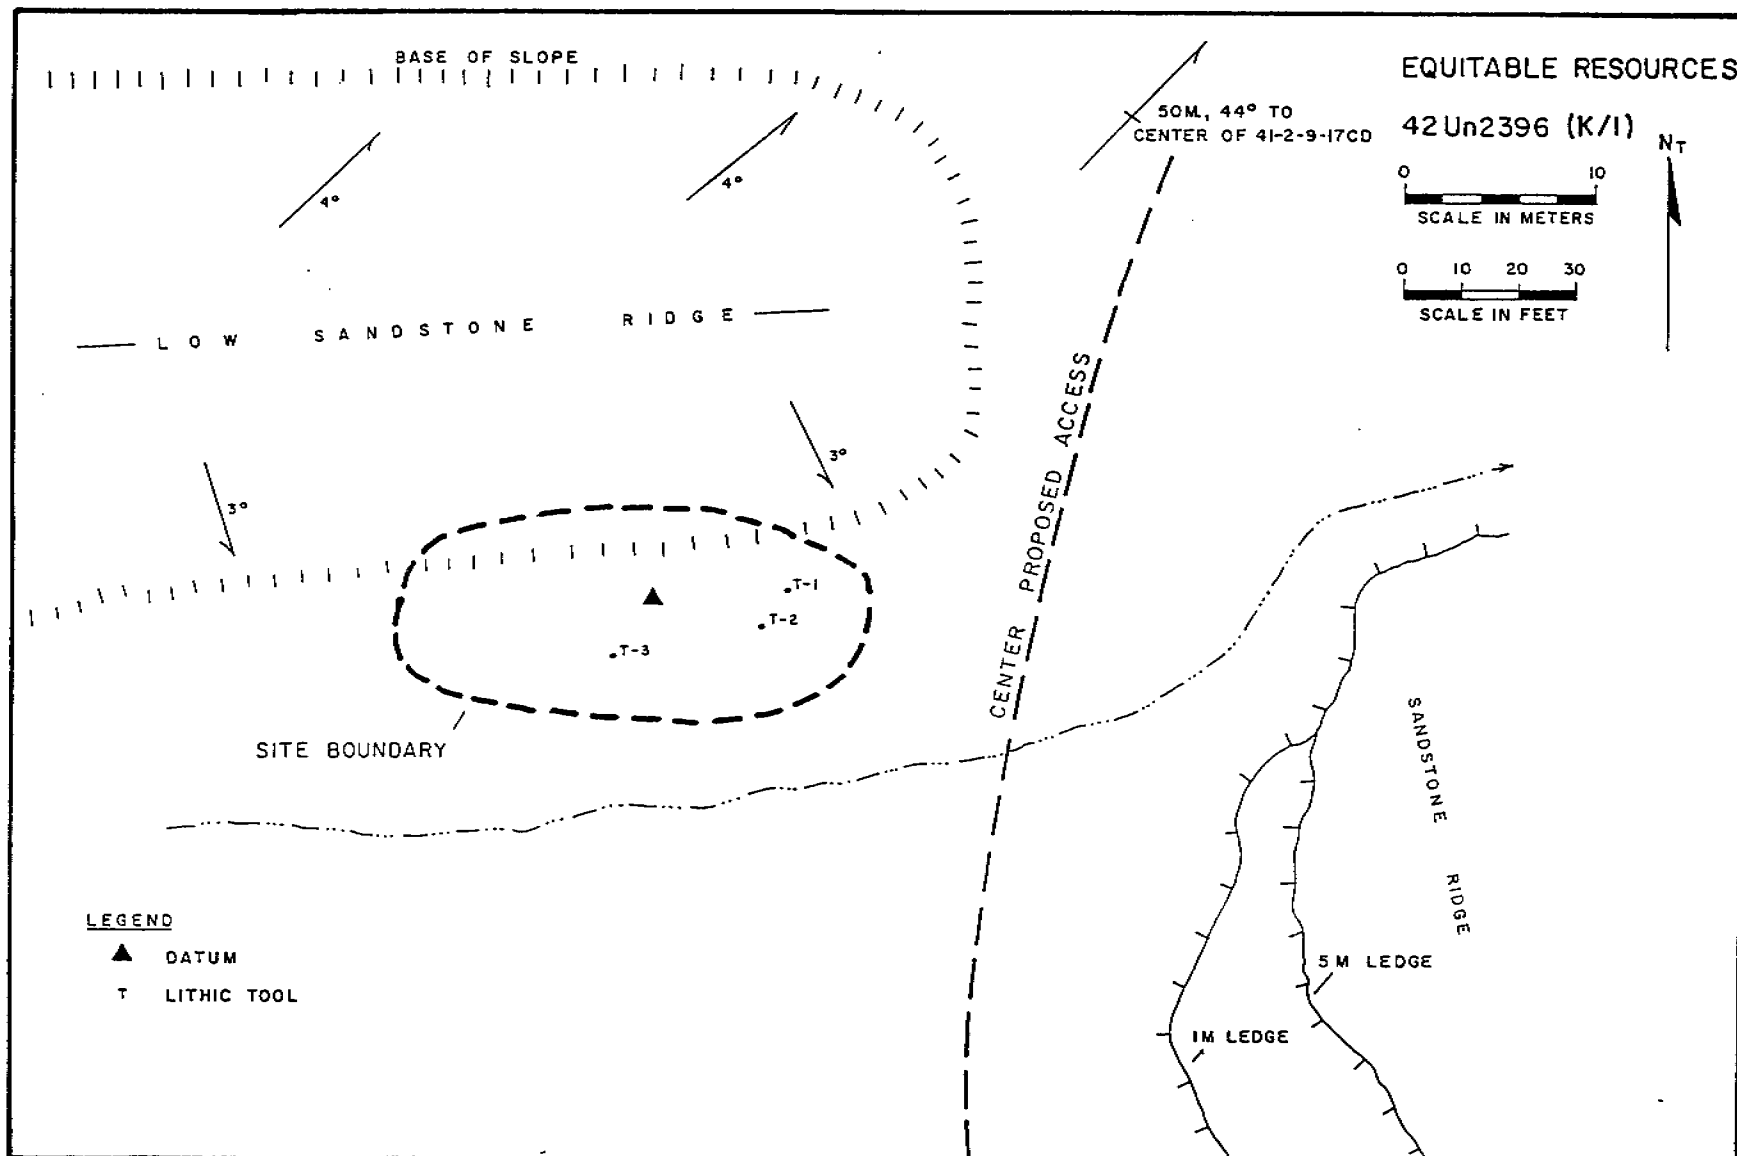 BASE OF SLOPE
EQUITABLE RESOURCES
42Un2396 (K/1)
50M., 44° TO
CENTER OF 41-2-9-17CD
NT
0 10
SCALE IN METERS
0 10 20 30
SCALE IN FEET
4°
4°
LOW SANDSTONE RIDGE
3°
3°
CENTER PROPOSED ACCESS
T-1
T-2
T-3
SITE BOUNDARY
SANDSTONE RIDGE
LEGEND
DATUM
T LITHIC TOOL
5M LEDGE
1M LEDGE